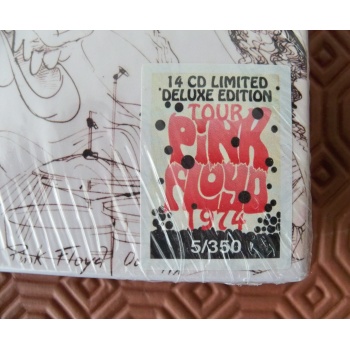 14 CD LIMITED
DELUXE EDITION
TOUR
PiNK
FLOYD
1974
5/350
Pink Floyd